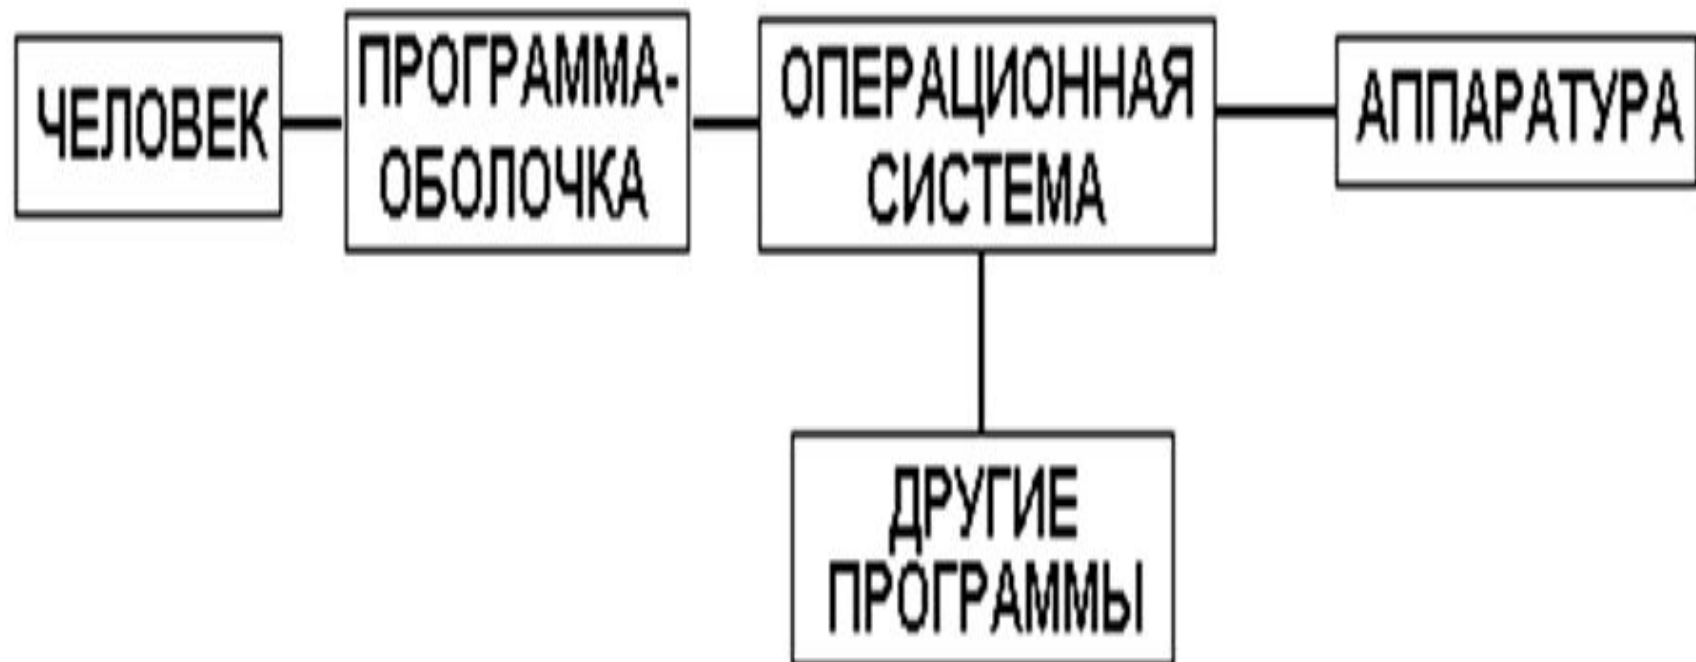 ЧЕЛОВЕК
ПРОГРАММА-
ОБОЛОЧКА
ОПЕРАЦИОННАЯ
СИСТЕМА
АППАРАТУРА
ДРУГИЕ
ПРОГРАММЫ